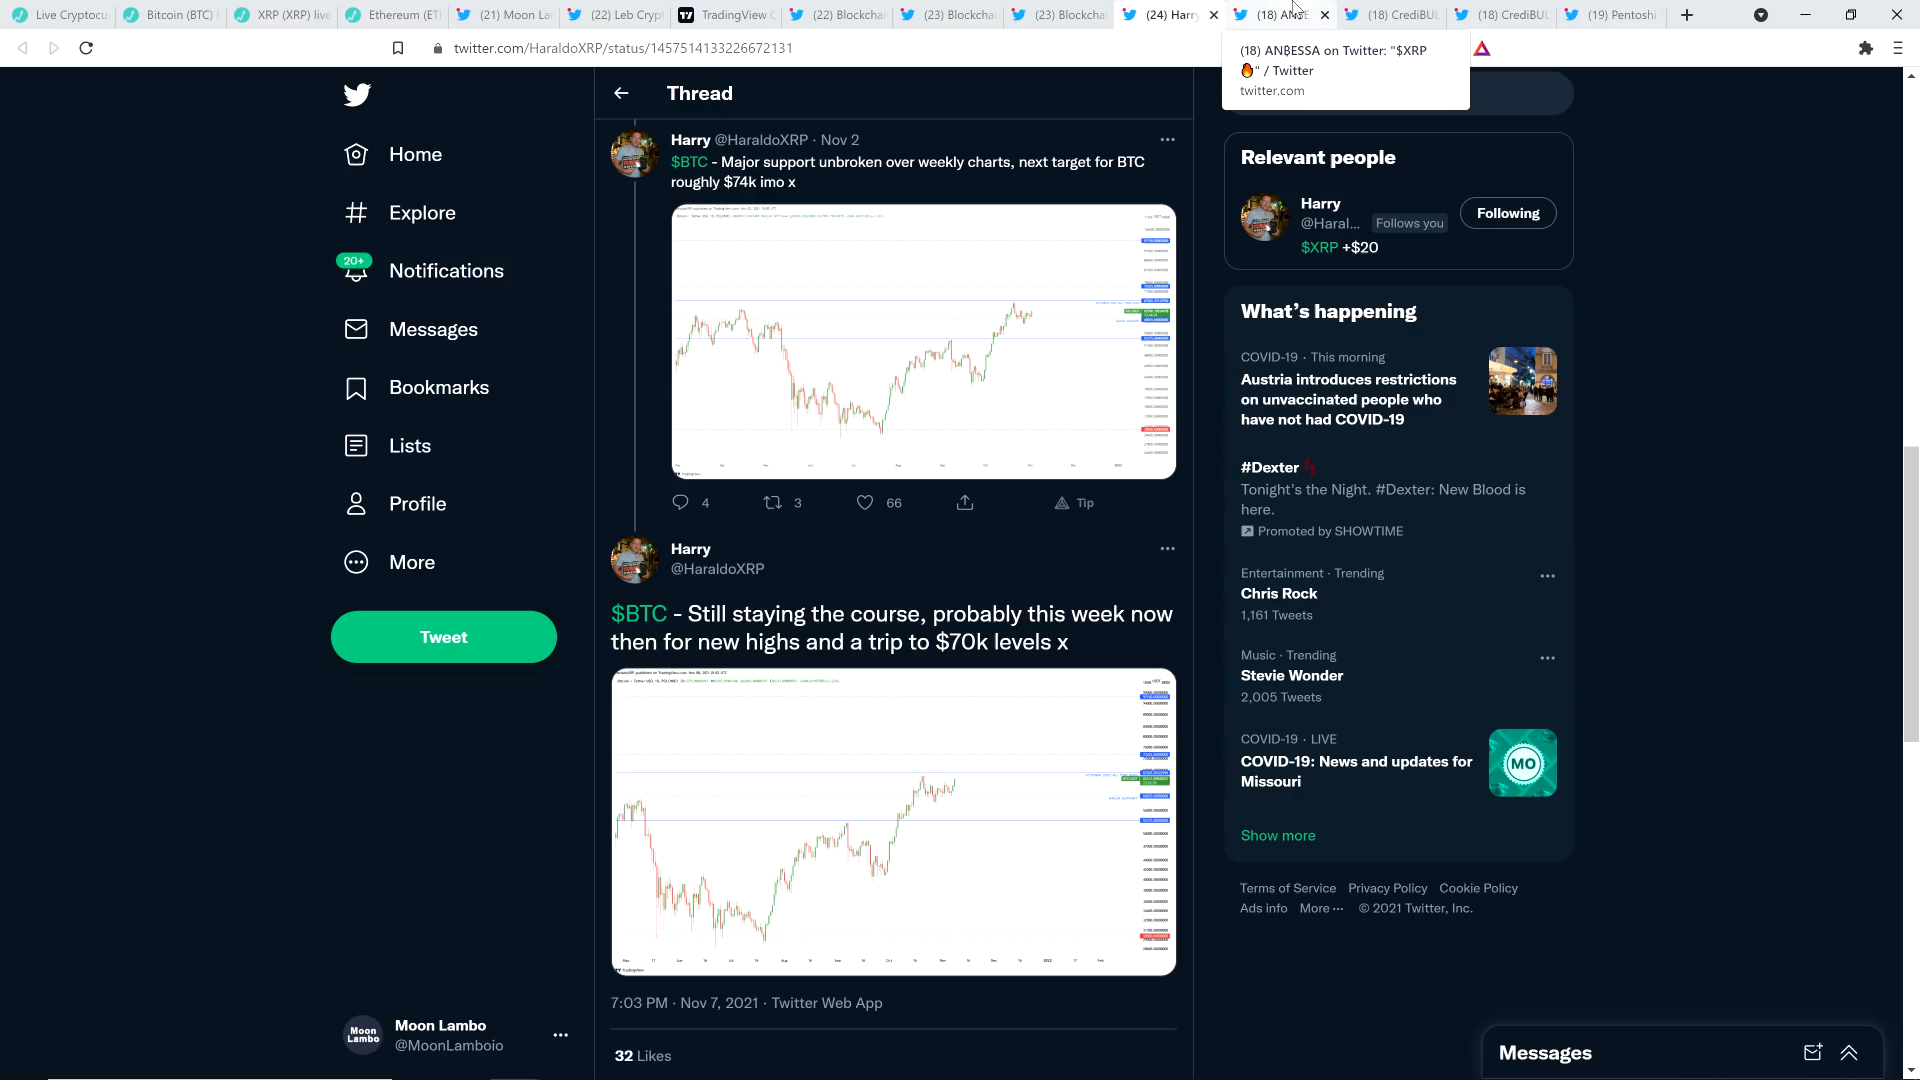 Live Cryptocu
Bitcoin (BTC)
XRP (XRP) live
Ethereum (ETH
(21) Moon La
(22) Leb Crypt
TradingView C
(22) Blockchai
(23) Blockchai
(23) Blockcha
(24) Harry
(18) ANBE
(18) CrediBUL
(18) CrediBUL
(19) Pentoshi
twitter.com/HaraldoXRP/status/1457514133226672131
(18) ANBESSA on Twitter: "$XRP
🔥" / Twitter
twitter.com
Home
Explore
20+
Notifications
Messages
Bookmarks
Lists
Profile
More
Tweet
Moon Lambo
Moon Lambo
@MoonLamboio
Thread
Harry @HaraldoXRP · Nov 2
$BTC - Major support unbroken over weekly charts, next target for BTC
roughly $74k imo x
4
3
66
Tip
Harry
@HaraldoXRP
$BTC - Still staying the course, probably this week now
then for new highs and a trip to $70k levels x
TradingView
7:03 PM · Nov 7, 2021 · Twitter Web App
32 Likes
Relevant people
Harry
@Haral... Follows you
Following
$XRP +$20
What's happening
COVID-19 · This morning
Austria introduces restrictions
on unvaccinated people who
have not had COVID-19
#Dexter
Tonight's the Night. #Dexter: New Blood is
here.
Promoted by SHOWTIME
Entertainment · Trending
Chris Rock
1,161 Tweets
Music · Trending
Stevie Wonder
2,005 Tweets
COVID-19 · LIVE
COVID-19: News and updates for
Missouri
MO
Show more
Terms of Service Privacy Policy Cookie Policy
Ads info More ··· © 2021 Twitter, Inc.
Messages